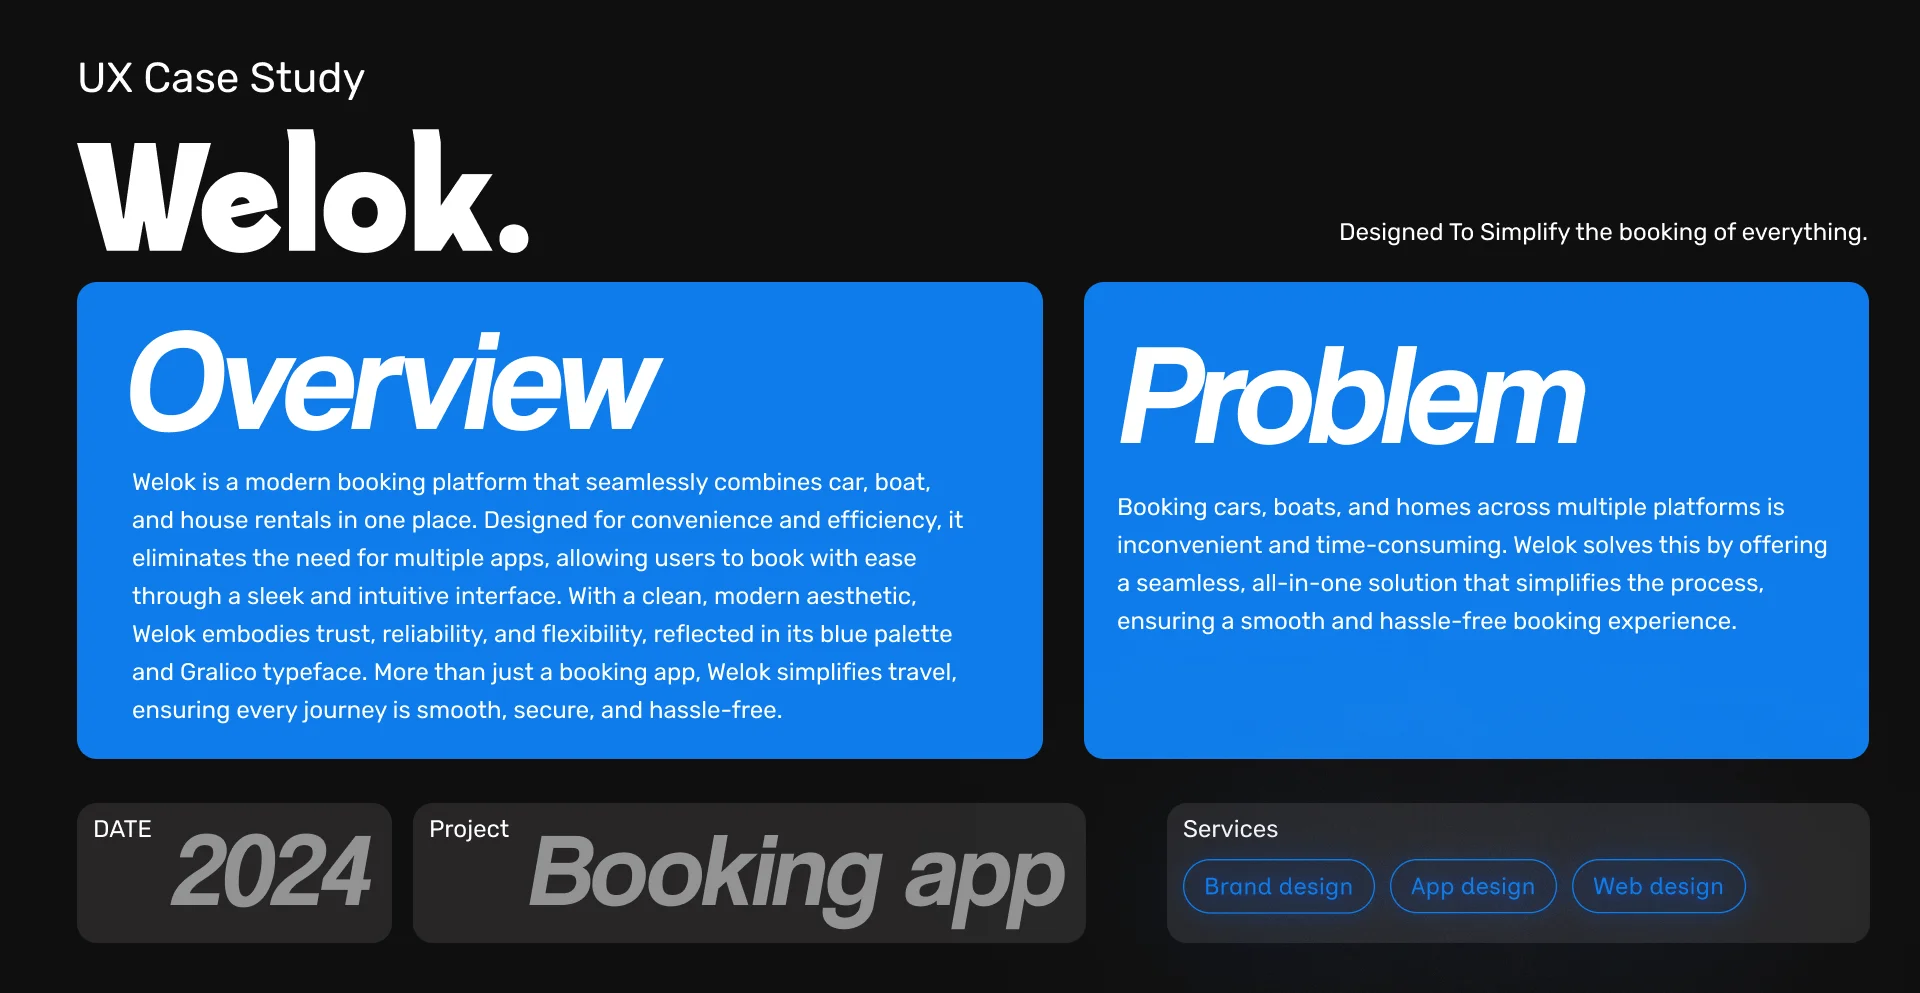 UX Case Study
Welok.
Designed To Simplify the booking of everything.
Overview
Welok is a modern booking platform that seamlessly combines car, boat,
and house rentals in one place. Designed for convenience and efficiency, it
eliminates the need for multiple apps, allowing users to book with ease
through a sleek and intuitive interface. With a clean, modern aesthetic,
Welok embodies trust, reliability, and flexibility, reflected in its blue palette
and Gralico typeface. More than just a booking app, Welok simplifies travel,
ensuring every journey is smooth, secure, and hassle-free.
Problem
Booking cars, boats, and homes across multiple platforms is
inconvenient and time-consuming. Welok solves this by offering
a seamless, all-in-one solution that simplifies the process,
ensuring a smooth and hassle-free booking experience.
DATE
2024
Project
Booking app
Services
Brand design
App design
Web design